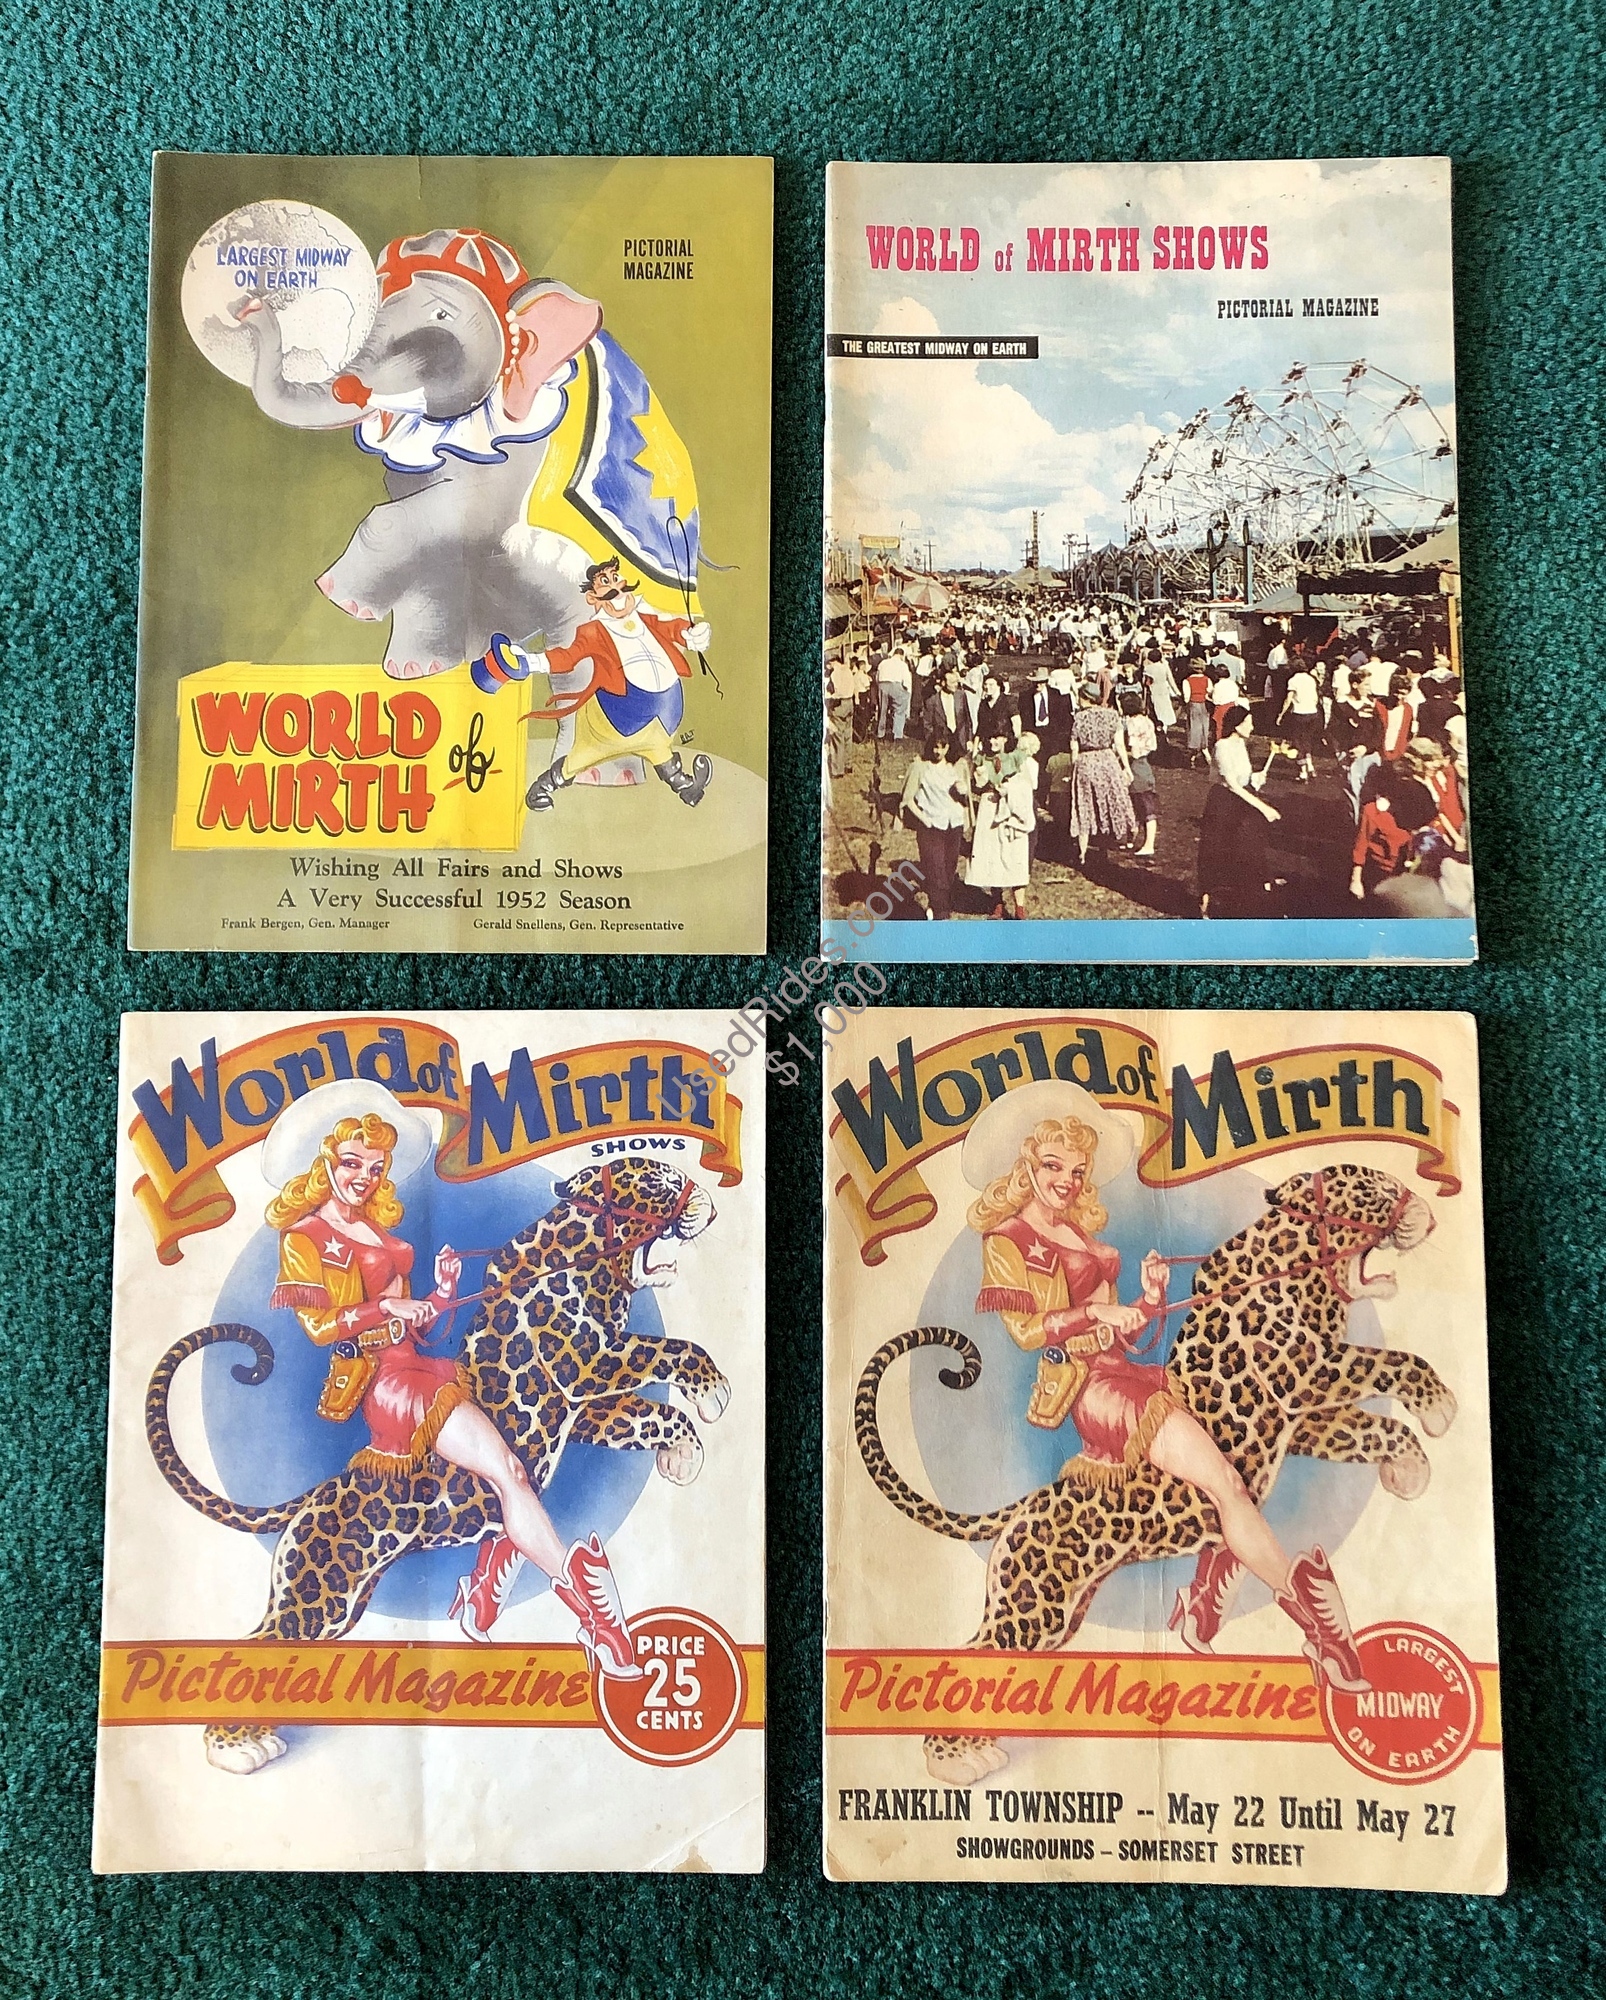 LARGEST MIDWAY
ON EARTH
PICTORIAL
MAGAZINE
WORLD
of
MIRTH
Wishing All Fairs and Shows
A Very Successful 1952 Season
Frank Bergen, Gen. Manager
Gerald Snellens, Gen. Representative
WORLD of MIRTH SHOWS
PICTORIAL MAGAZINE
THE GREATEST MIDWAY ON EARTH
UsedRides.com
$1,000
World of Mirth
SHOWS
Pictorial Magazine
PRICE
25
CENTS
World of Mirth
Pictorial Magazine
LARGEST
MIDWAY
ON EARTH
FRANKLIN TOWNSHIP -- May 22 Until May 27
SHOWGROUNDS – SOMERSET STREET